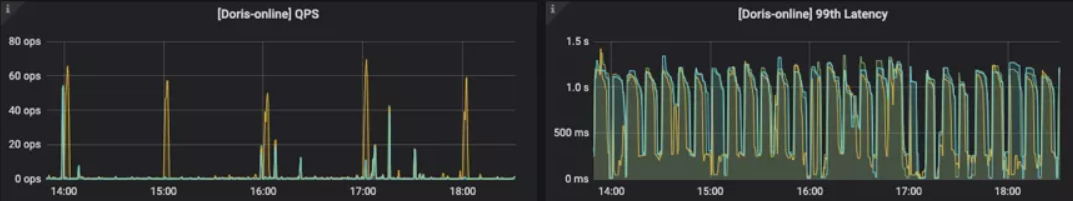 [Doris-online] QPS
80 ops
60 ops
40 ops
20 ops
0 ops
14:00 15:00 16:00 17:00 18:00
[Doris-online] 99th Latency
1.5 s
1.0 s
500 ms
0 ms
14:00 15:00 16:00 17:00 18:00